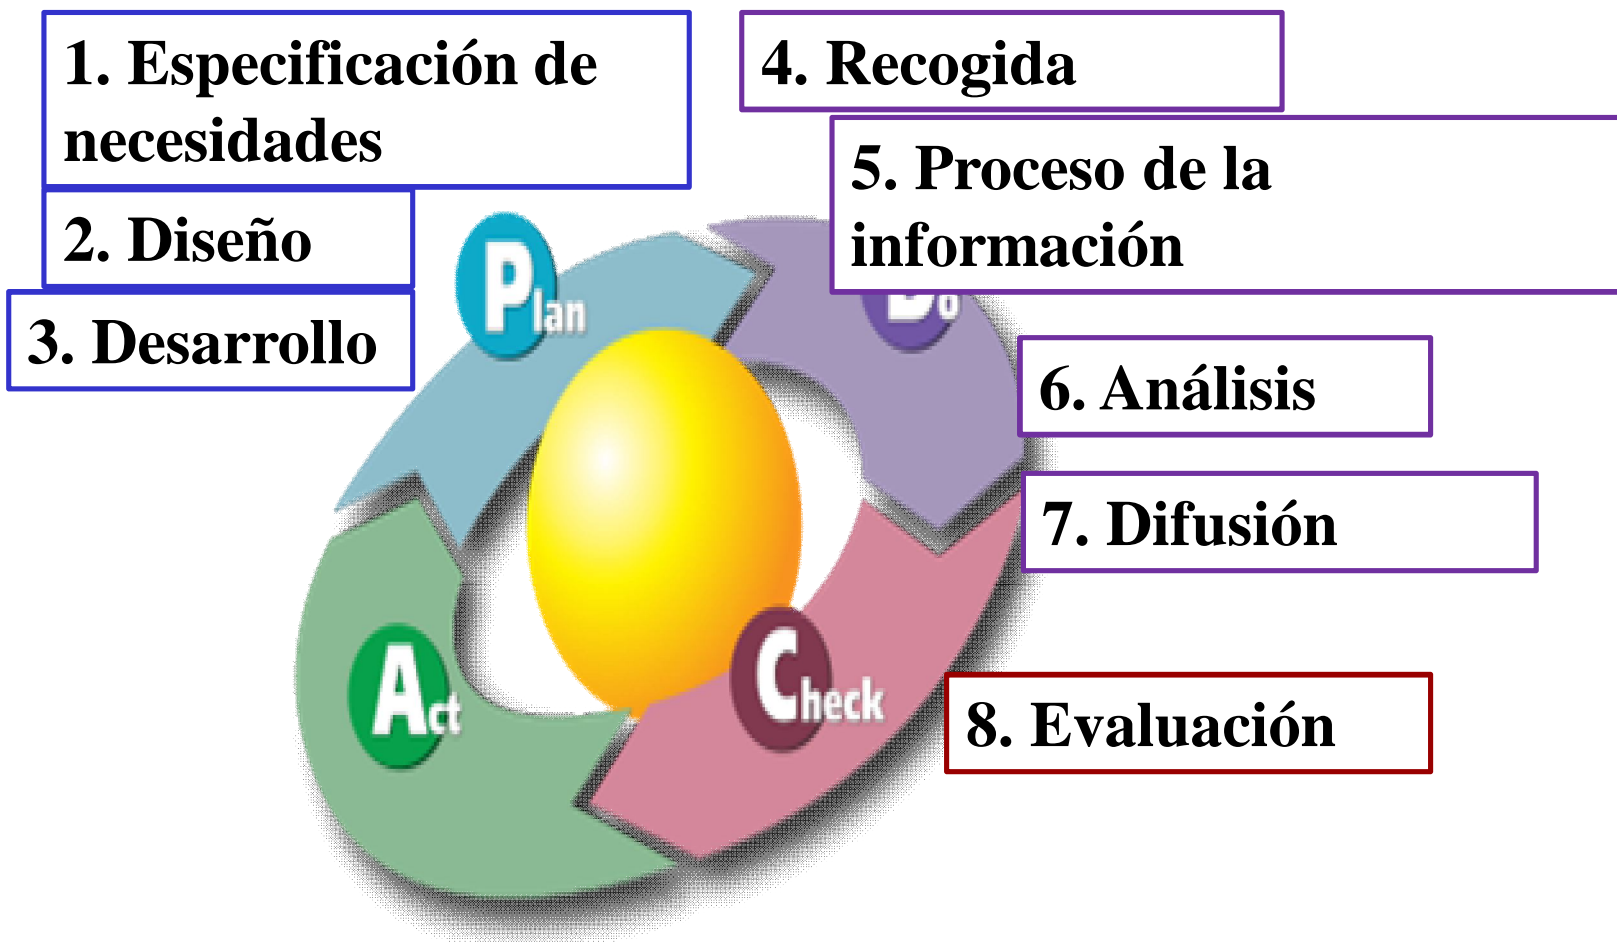 1. Especificación de
necesidades
2. Diseño
3. Desarrollo
4. Recogida
5. Proceso de la
información
6. Análisis
7. Difusión
8. Evaluación
Plan
Do
Check
Act